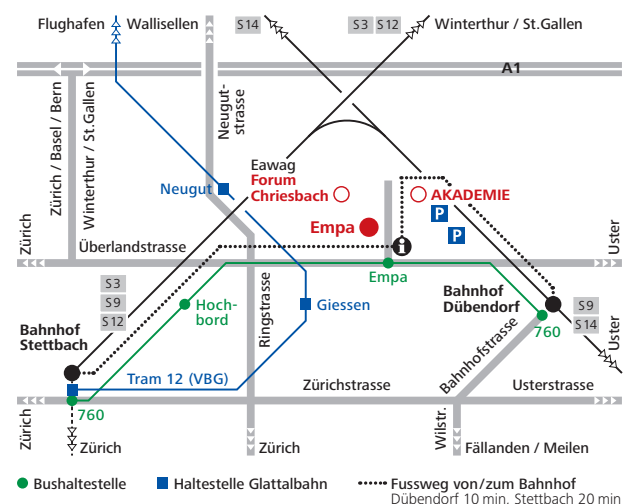 Flughafen
Wallisellen
S14
S3
S12
Winterthur / St.Gallen
A1
Zürich / Basel / Bern
Winterthur / St.Gallen
Neugut-
strasse
Eawag
Forum
Chriesbach
AKADEMIE
Neugut
P
P
Empa
i
Zürich
Überlandstrasse
Uster
Empa
S3
S9
S12
Hoch-
bord
Ringstrasse
Giessen
Bahnhof
Dübendorf
S9
S14
760
Uster
Bahnhof
Stettbach
Bahnhofstrasse
Tram 12 (VBG)
Zürichstrasse
Usterstrasse
760
Zürich
Zürich
Zürich
Wilstr.
Fällanden / Meilen
Bushaltestelle
Haltestelle Glattalbahn
Fussweg von/zum Bahnhof
Dübendorf 10 min, Stettbach 20 min